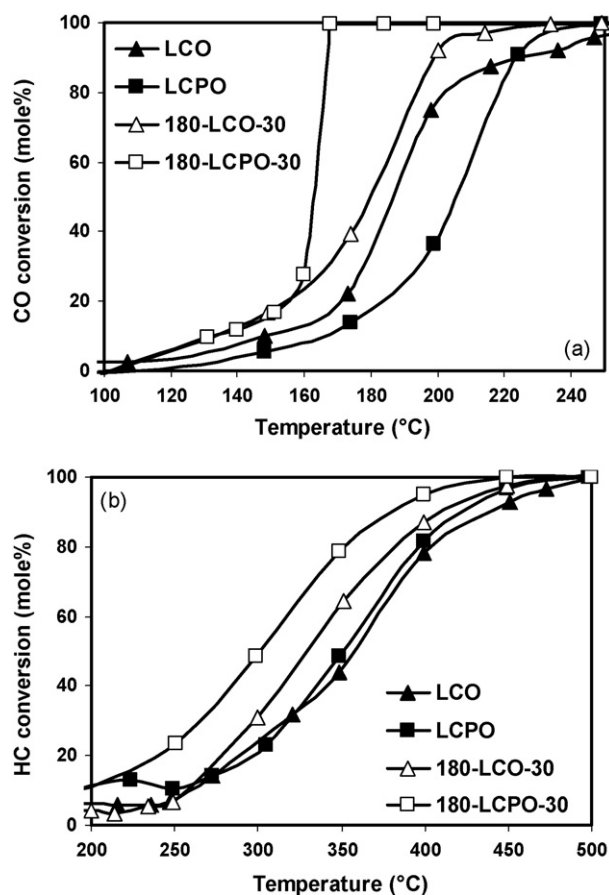 100
80
60
40
20
0
CO conversion (mole%)
LCO
LCPO
180-LCO-30
180-LCPO-30
(a)
100 120 140 160 180 200 220 240
Temperature (°C)
100
80
60
40
20
0
HC conversion (mole%)
(b)
LCO
LCPO
180-LCO-30
180-LCPO-30
200 250 300 350 400 450 500
Temperature (°C)